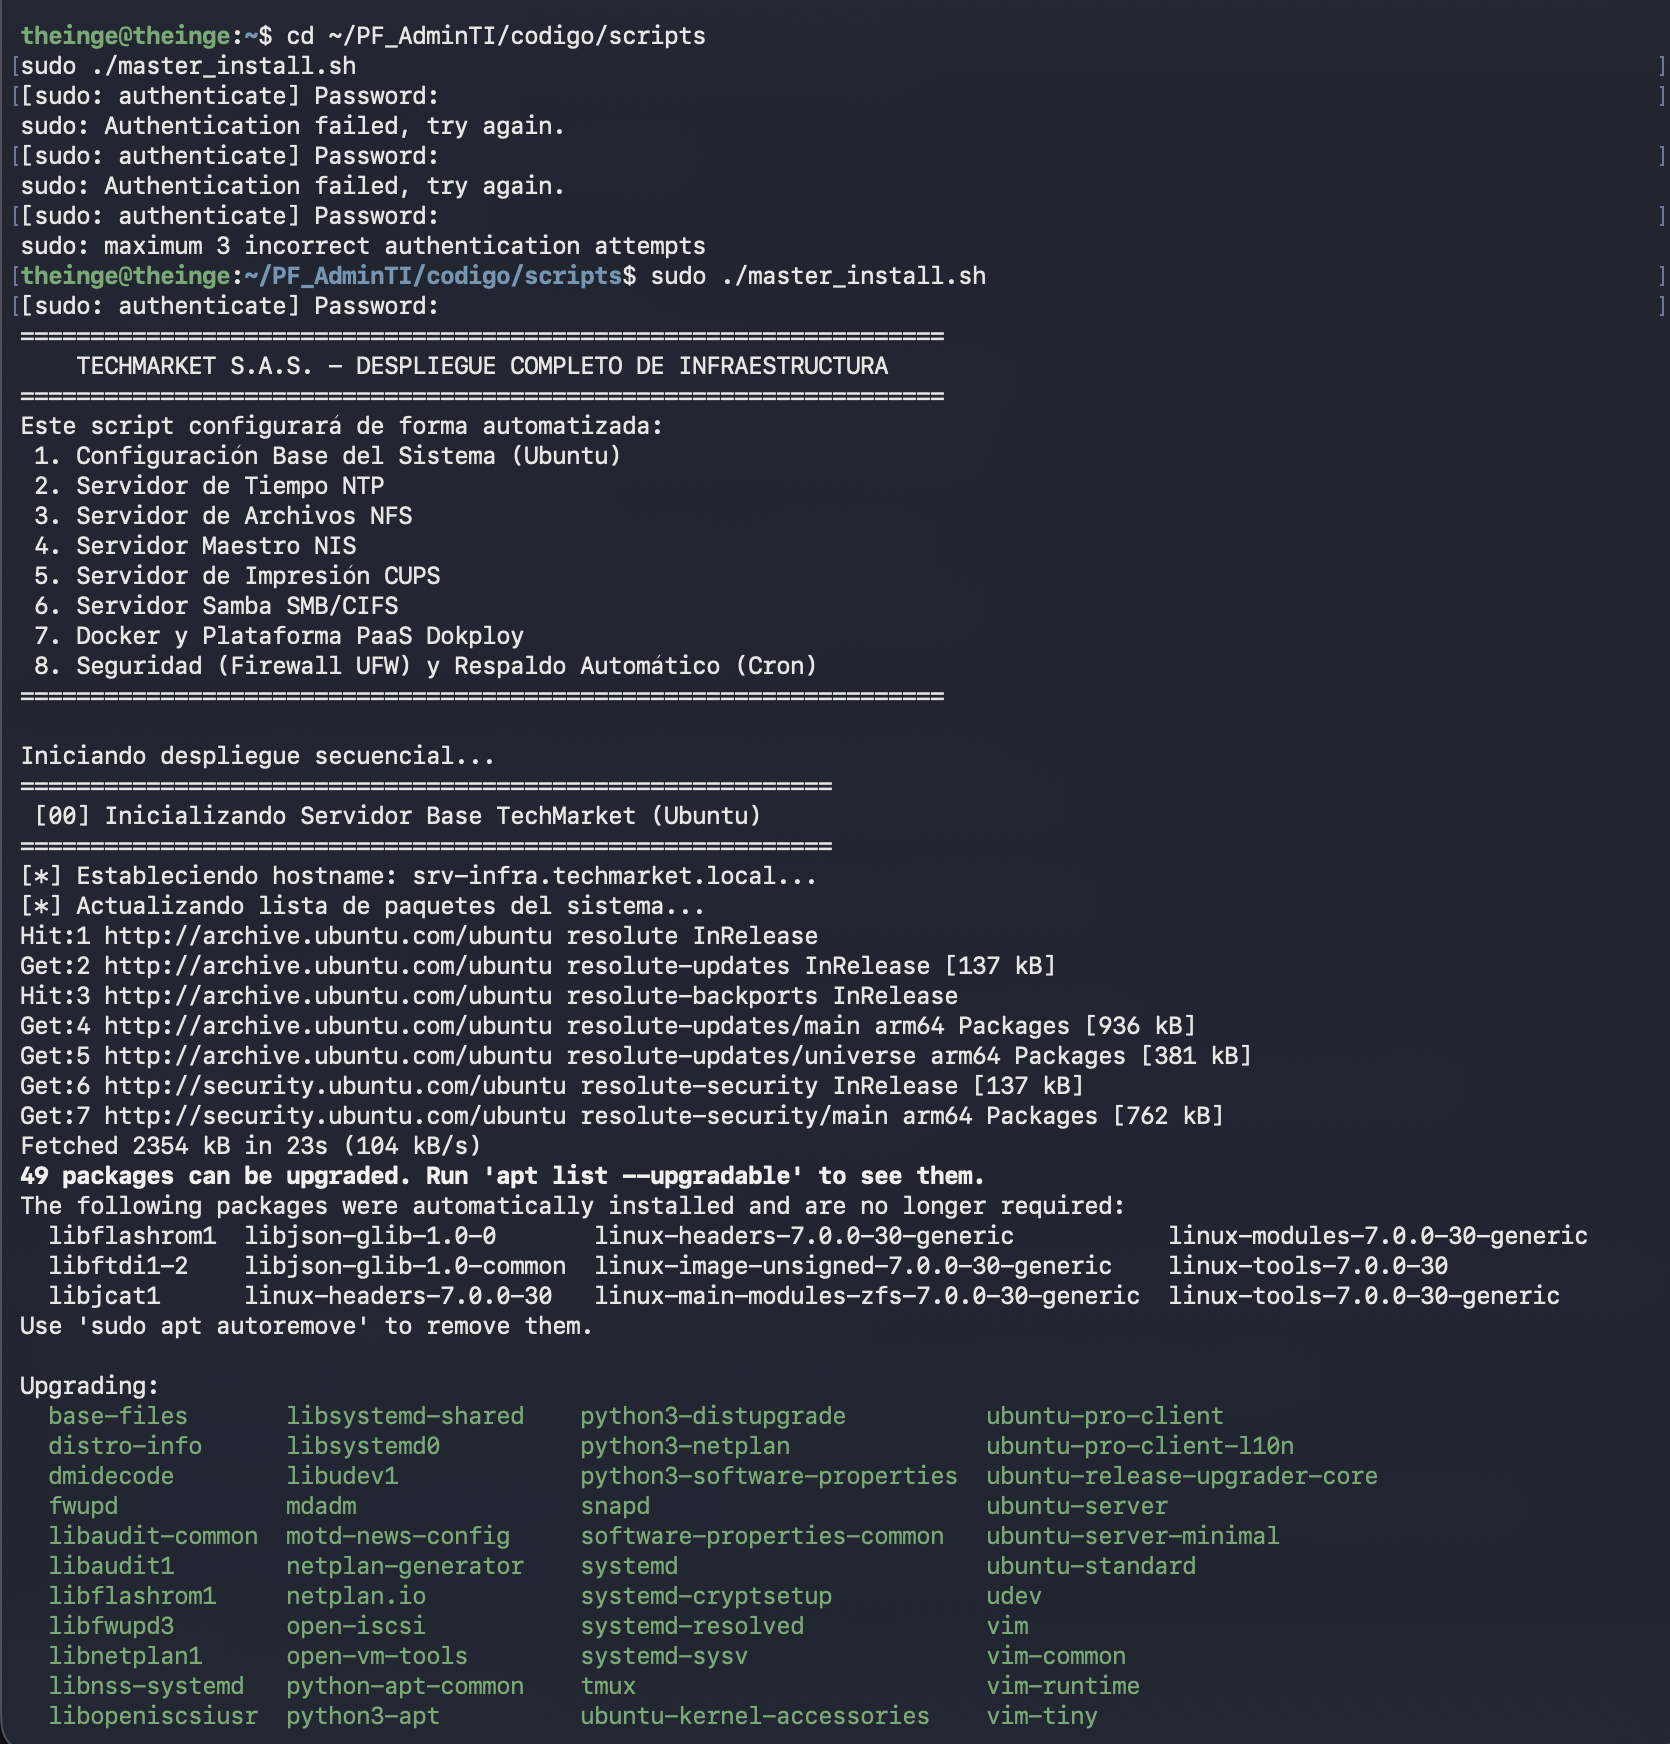 theinge@theinge:~$ cd ~/PF_AdminTI/codigo/scripts
[sudo ./master_install.sh ]
[[sudo: authenticate] Password: ]
sudo: Authentication failed, try again.
[[sudo: authenticate] Password: ]
sudo: Authentication failed, try again.
[[sudo: authenticate] Password: ]
sudo: maximum 3 incorrect authentication attempts
[theinge@theinge:~/PF_AdminTI/codigo/scripts$ sudo ./master_install.sh ]
[[sudo: authenticate] Password: ]
==================================================================
    TECHMARKET S.A.S. – DESPLIEGUE COMPLETO DE INFRAESTRUCTURA
==================================================================
Este script configurará de forma automatizada:
 1. Configuración Base del Sistema (Ubuntu)
 2. Servidor de Tiempo NTP
 3. Servidor de Archivos NFS
 4. Servidor Maestro NIS
 5. Servidor de Impresión CUPS
 6. Servidor Samba SMB/CIFS
 7. Docker y Plataforma PaaS Dokploy
 8. Seguridad (Firewall UFW) y Respaldo Automático (Cron)
==================================================================

Iniciando despliegue secuencial...
==========================================================
 [00] Inicializando Servidor Base TechMarket (Ubuntu)
==========================================================
[*] Estableciendo hostname: srv-infra.techmarket.local...
[*] Actualizando lista de paquetes del sistema...
Hit:1 http://archive.ubuntu.com/ubuntu resolute InRelease
Get:2 http://archive.ubuntu.com/ubuntu resolute-updates InRelease [137 kB]
Hit:3 http://archive.ubuntu.com/ubuntu resolute-backports InRelease
Get:4 http://archive.ubuntu.com/ubuntu resolute-updates/main arm64 Packages [936 kB]
Get:5 http://archive.ubuntu.com/ubuntu resolute-updates/universe arm64 Packages [381 kB]
Get:6 http://security.ubuntu.com/ubuntu resolute-security InRelease [137 kB]
Get:7 http://security.ubuntu.com/ubuntu resolute-security/main arm64 Packages [762 kB]
Fetched 2354 kB in 23s (104 kB/s)
49 packages can be upgraded. Run 'apt list --upgradable' to see them.
The following packages were automatically installed and are no longer required:
  libflashrom1  libjson-glib-1.0-0       linux-headers-7.0.0-30-generic           linux-modules-7.0.0-30-generic
  libftdi1-2    libjson-glib-1.0-common  linux-image-unsigned-7.0.0-30-generic    linux-tools-7.0.0-30
  libjcat1      linux-headers-7.0.0-30   linux-main-modules-zfs-7.0.0-30-generic  linux-tools-7.0.0-30-generic
Use 'sudo apt autoremove' to remove them.

Upgrading:
  base-files       libsystemd-shared    python3-distupgrade          ubuntu-pro-client
  distro-info      libsystemd0          python3-netplan              ubuntu-pro-client-l10n
  dmidecode        libudev1             python3-software-properties  ubuntu-release-upgrader-core
  fwupd            mdadm                snapd                        ubuntu-server
  libaudit-common  motd-news-config     software-properties-common   ubuntu-server-minimal
  libaudit1        netplan-generator    systemd                      ubuntu-standard
  libflashrom1     netplan.io           systemd-cryptsetup           udev
  libfwupd3        open-iscsi           systemd-resolved             vim
  libnetplan1      open-vm-tools        systemd-sysv                 vim-common
  libnss-systemd   python-apt-common    tmux                         vim-runtime
  libopeniscsiusr  python3-apt          ubuntu-kernel-accessories    vim-tiny